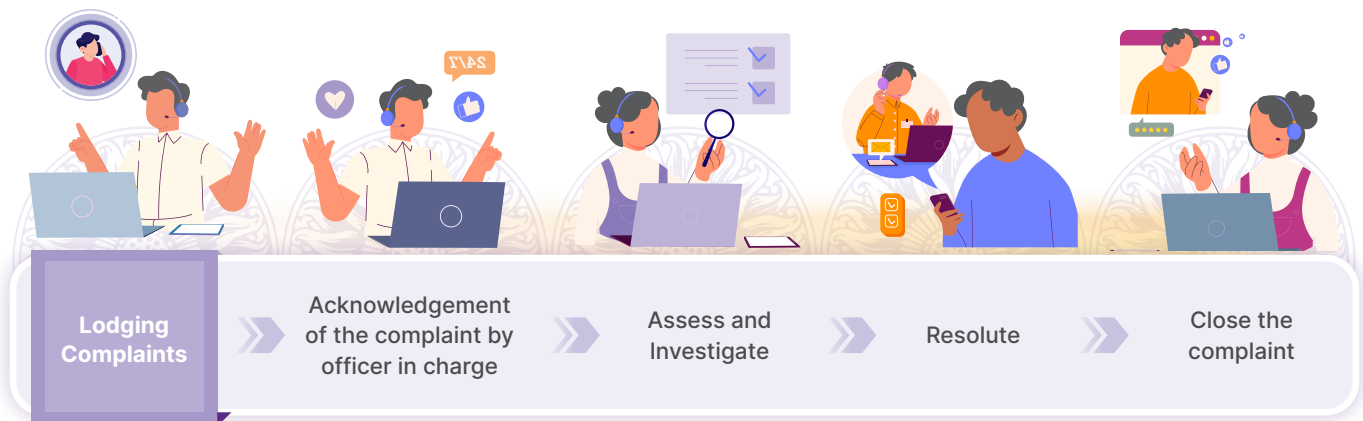 24/7
Lodging
Complaints
Acknowledgement
of the complaint by
officer in charge
Assess and
Investigate
Resolute
Close the
complaint